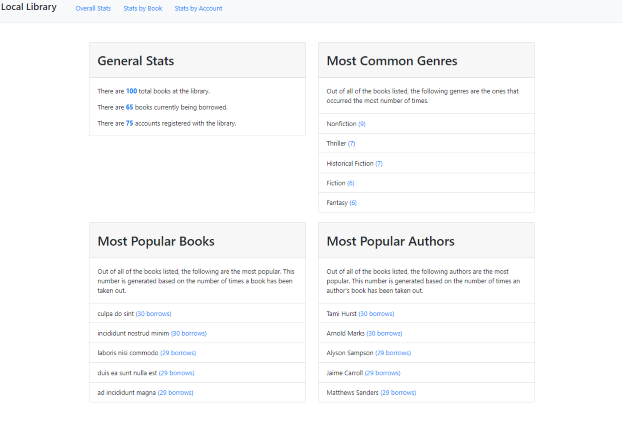 Local Library
Overall Stats
Stats by Book
Stats by Account
General Stats
There are 100 total books at the library.
There are 65 books currently being borrowed.
There are 75 accounts registered with the library.
Most Common Genres
Out of all of the books listed, the following genres are the ones that
occurred the most number of times.
Nonfiction (9)
Thriller (7)
Historical Fiction (7)
Fiction (6)
Fantasy (6)
Most Popular Books
Out of all of the books listed, the following are the most popular. This
number is generated based on the number of times a book has been
taken out.
culpa do sint (30 borrows)
incididunt nostrud minim (30 borrows)
laboris nisi commodo (29 borrows)
duis ea sunt nulla est (29 borrows)
ad incididunt magna (29 borrows)
Most Popular Authors
Out of all of the books listed, the following authors are the most
popular. This number is generated based on the number of times an
author's book has been taken out.
Tami Hurst (30 borrows)
Arnold Marks (30 borrows)
Alyson Sampson (29 borrows)
Jaime Carroll (29 borrows)
Matthews Sanders (29 borrows)